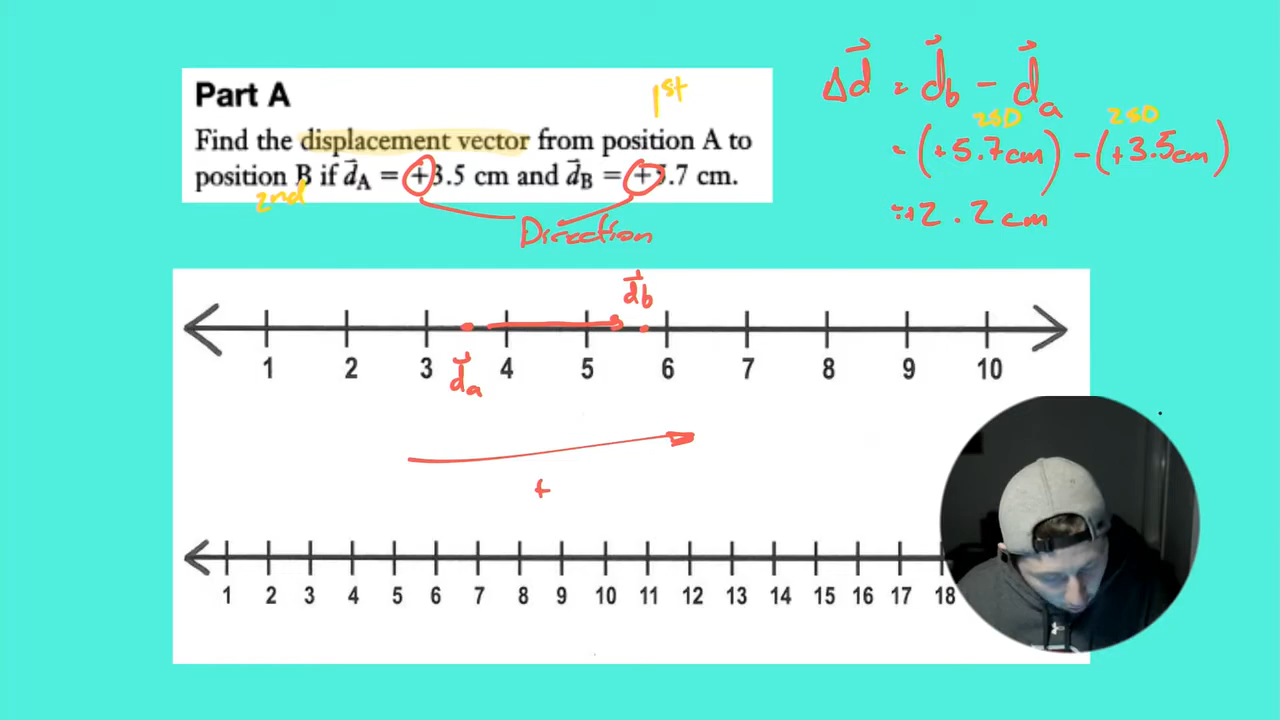 Part A
1st
Find the displacement vector from position A to
position B if d⃗A = +3.5 cm and d⃗B = +5.7 cm.
2nd
Direction
Δd⃗ = d⃗b - d⃗a
2SD 2SD
= (+5.7cm) - (+3.5cm)
= +2.2cm
d⃗b
1 2 3 4 5 6 7 8 9 10
d⃗a
+
1 2 3 4 5 6 7 8 9 10 11 12 13 14 15 16 17 18